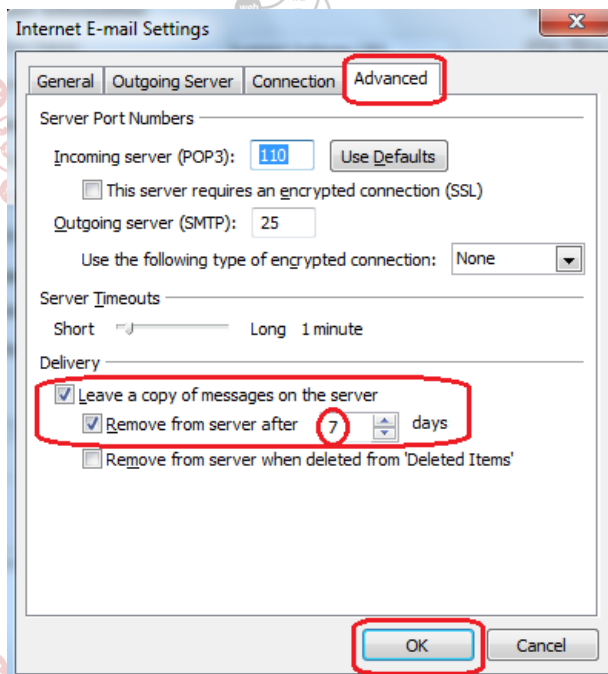 Internet E-mail Settings
General Outgoing Server Connection Advanced
Server Port Numbers
Incoming server (POP3): 110 Use Defaults
This server requires an encrypted connection (SSL)
Outgoing server (SMTP): 25
Use the following type of encrypted connection: None
Server Timeouts
Short Long 1 minute
Delivery
Leave a copy of messages on the server
Remove from server after 7 days
Remove from server when deleted from 'Deleted Items'
OK Cancel